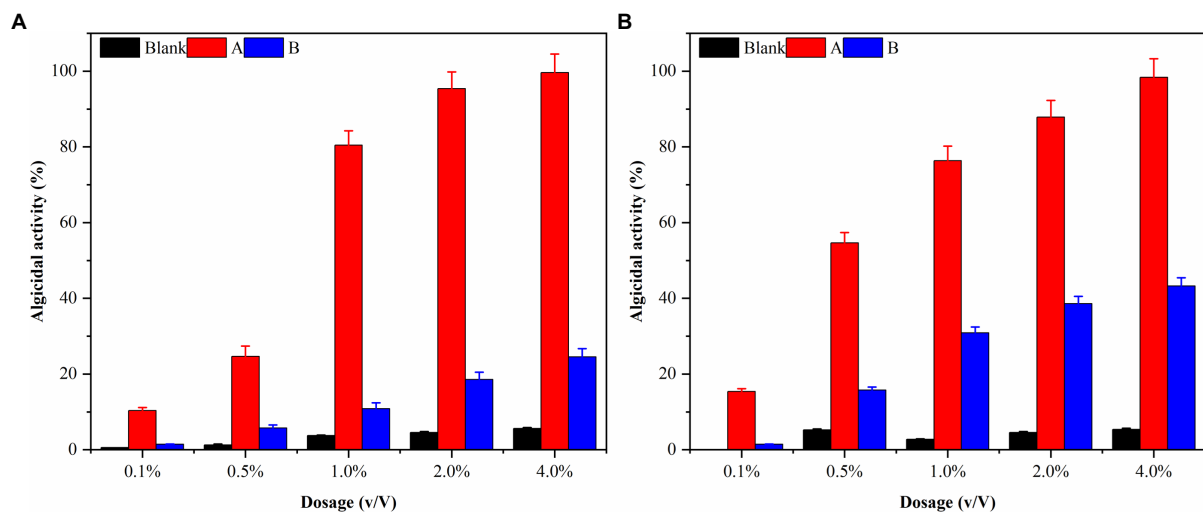 A
Blank A B
Algicidal activity (%)
100
80
60
40
20
0
0.1% 0.5% 1.0% 2.0% 4.0%
Dosage (v/V)
B
Blank A B
Algicidal activity (%)
100
80
60
40
20
0
0.1% 0.5% 1.0% 2.0% 4.0%
Dosage (v/V)